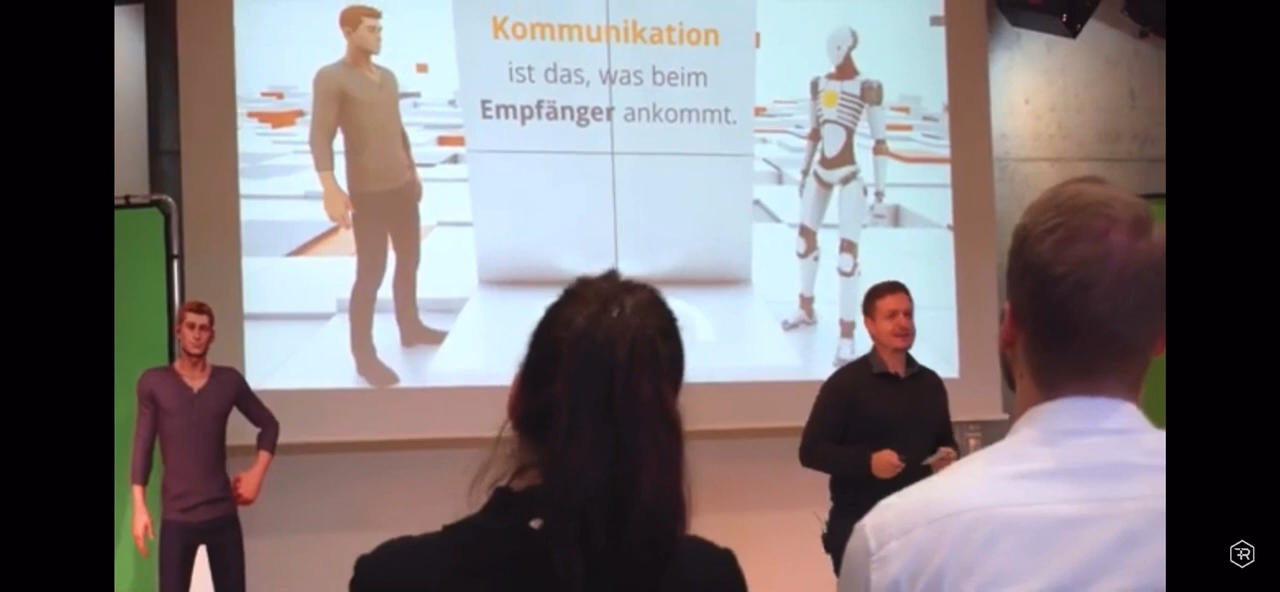 Kommunikation
ist das, was beim
Empfänger ankommt.